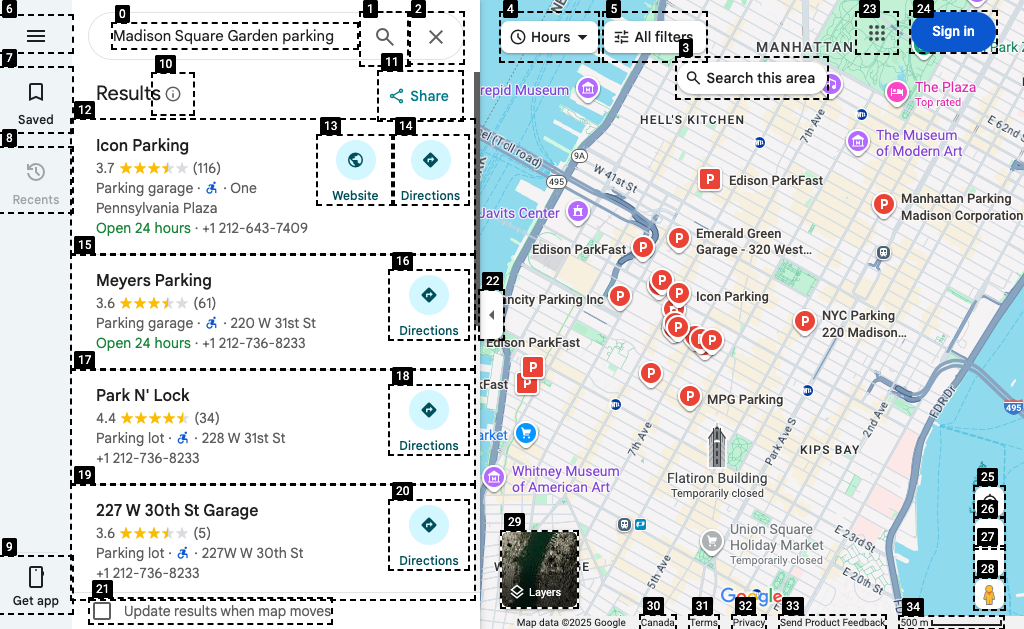 Madison Square Garden parking
Saved
Recents
Get app
Results
Share
Icon Parking
3.7 (116)
Parking garage · · One
Pennsylvania Plaza
Open 24 hours · +1 212-643-7409
Website
Directions
Meyers Parking
3.6 (61)
Parking garage · · 220 W 31st St
Open 24 hours · +1 212-736-8233
Directions
Park N' Lock
4.4 (34)
Parking lot · · 228 W 31st St
+1 212-736-8233
Directions
227 W 30th St Garage
3.6 (5)
Parking lot · · 227W W 30th St
+1 212-736-8233
Directions
Update results when map moves
Hours
All filters
Search this area
Sign in
MANHATTAN
Park
repid Museum
The Plaza
Top rated
HELL'S KITCHEN
7th Ave
E 62nd
The Museum
of Modern Art
(Toll road)
9A
495
W 41st St
Edison ParkFast
Manhattan Parking
Madison Corporation
Javits Center
Emerald Green
Garage - 320 West...
Edison ParkFast
ncity Parking Inc
Icon Parking
NYC Parking
220 Madison...
Edison ParkFast
kFast
MPG Parking
495
FDR Dr
2nd Ave
Park Ave S
7th Ave
arket
KIPS BAY
Whitney Museum
of American Art
Flatiron Building
Temporarily closed
Union Square
Holiday Market
Temporarily closed
E 23rd St
E 20th St
5th Ave
Layers
Google
Map data ©2025 Google
Canada
Terms
Privacy
Send Product Feedback
500 m
0
1
2
3
4
5
6
7
8
9
10
11
12
13
14
15
16
17
18
19
20
21
22
23
24
25
26
27
28
29
30
31
32
33
34